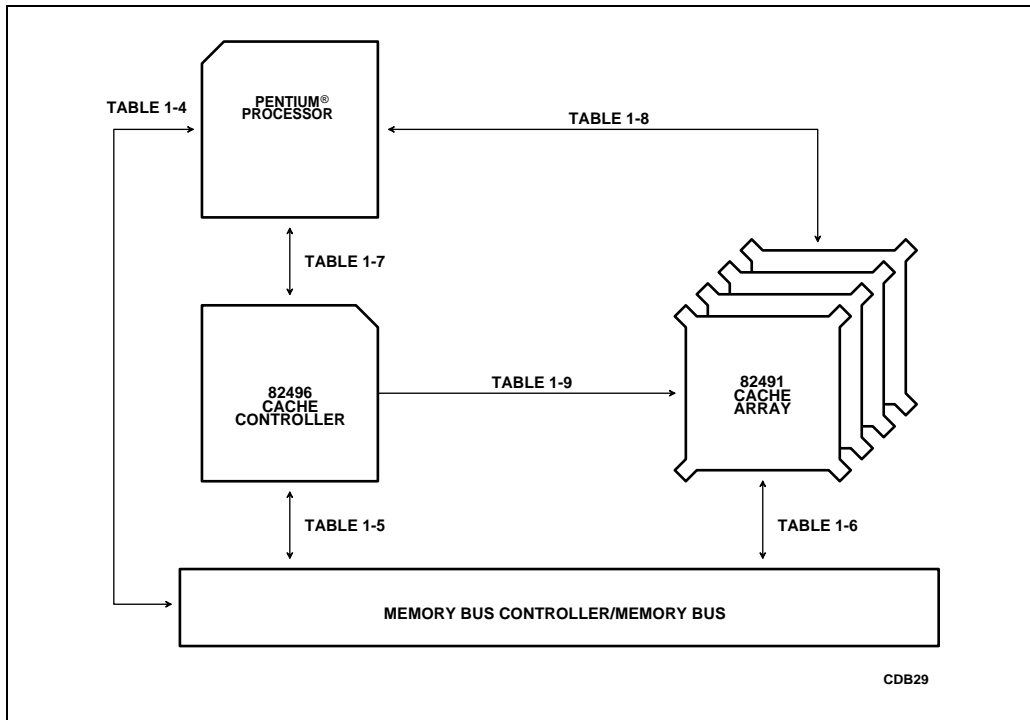 TABLE 1-4
PENTIUM®
PROCESSOR
TABLE 1-8
TABLE 1-7
82496
CACHE
CONTROLLER
TABLE 1-9
82491
CACHE
ARRAY
TABLE 1-5
TABLE 1-6
MEMORY BUS CONTROLLER/MEMORY BUS
CDB29